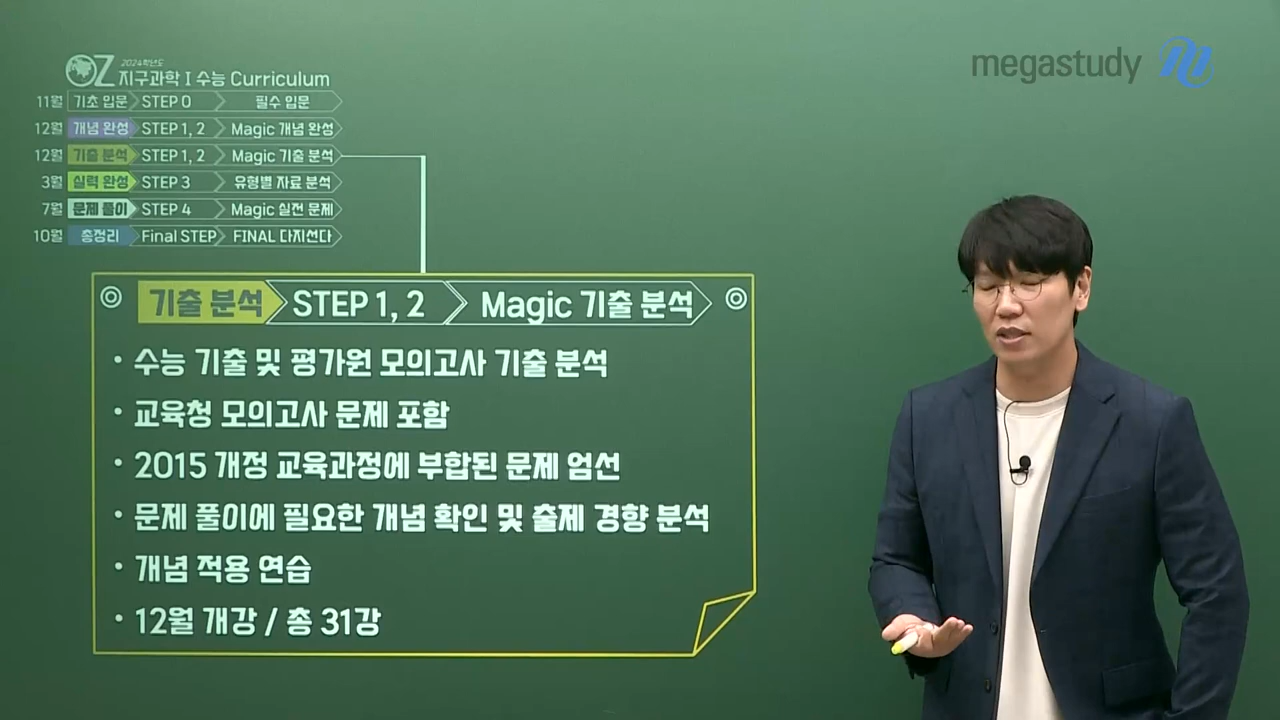 megastudy
OZ 2024학년도 지구과학 I 수능 Curriculum
11월 기초 입문 STEP 0 필수 입문
12월 개념 완성 STEP 1, 2 Magic 개념 완성
12월 기출 분석 STEP 1, 2 Magic 기출 분석
3월 실력 완성 STEP 3 유형별 자료 분석
7월 문제 풀이 STEP 4 Magic 실전 문제
10월 총정리 Final STEP FINAL 다지선다
기출 분석 STEP 1, 2 Magic 기출 분석
• 수능 기출 및 평가원 모의고사 기출 분석
• 교육청 모의고사 문제 포함
• 2015 개정 교육과정에 부합된 문제 엄선
• 문제 풀이에 필요한 개념 확인 및 출제 경향 분석
• 개념 적용 연습
• 12월 개강 / 총 31강